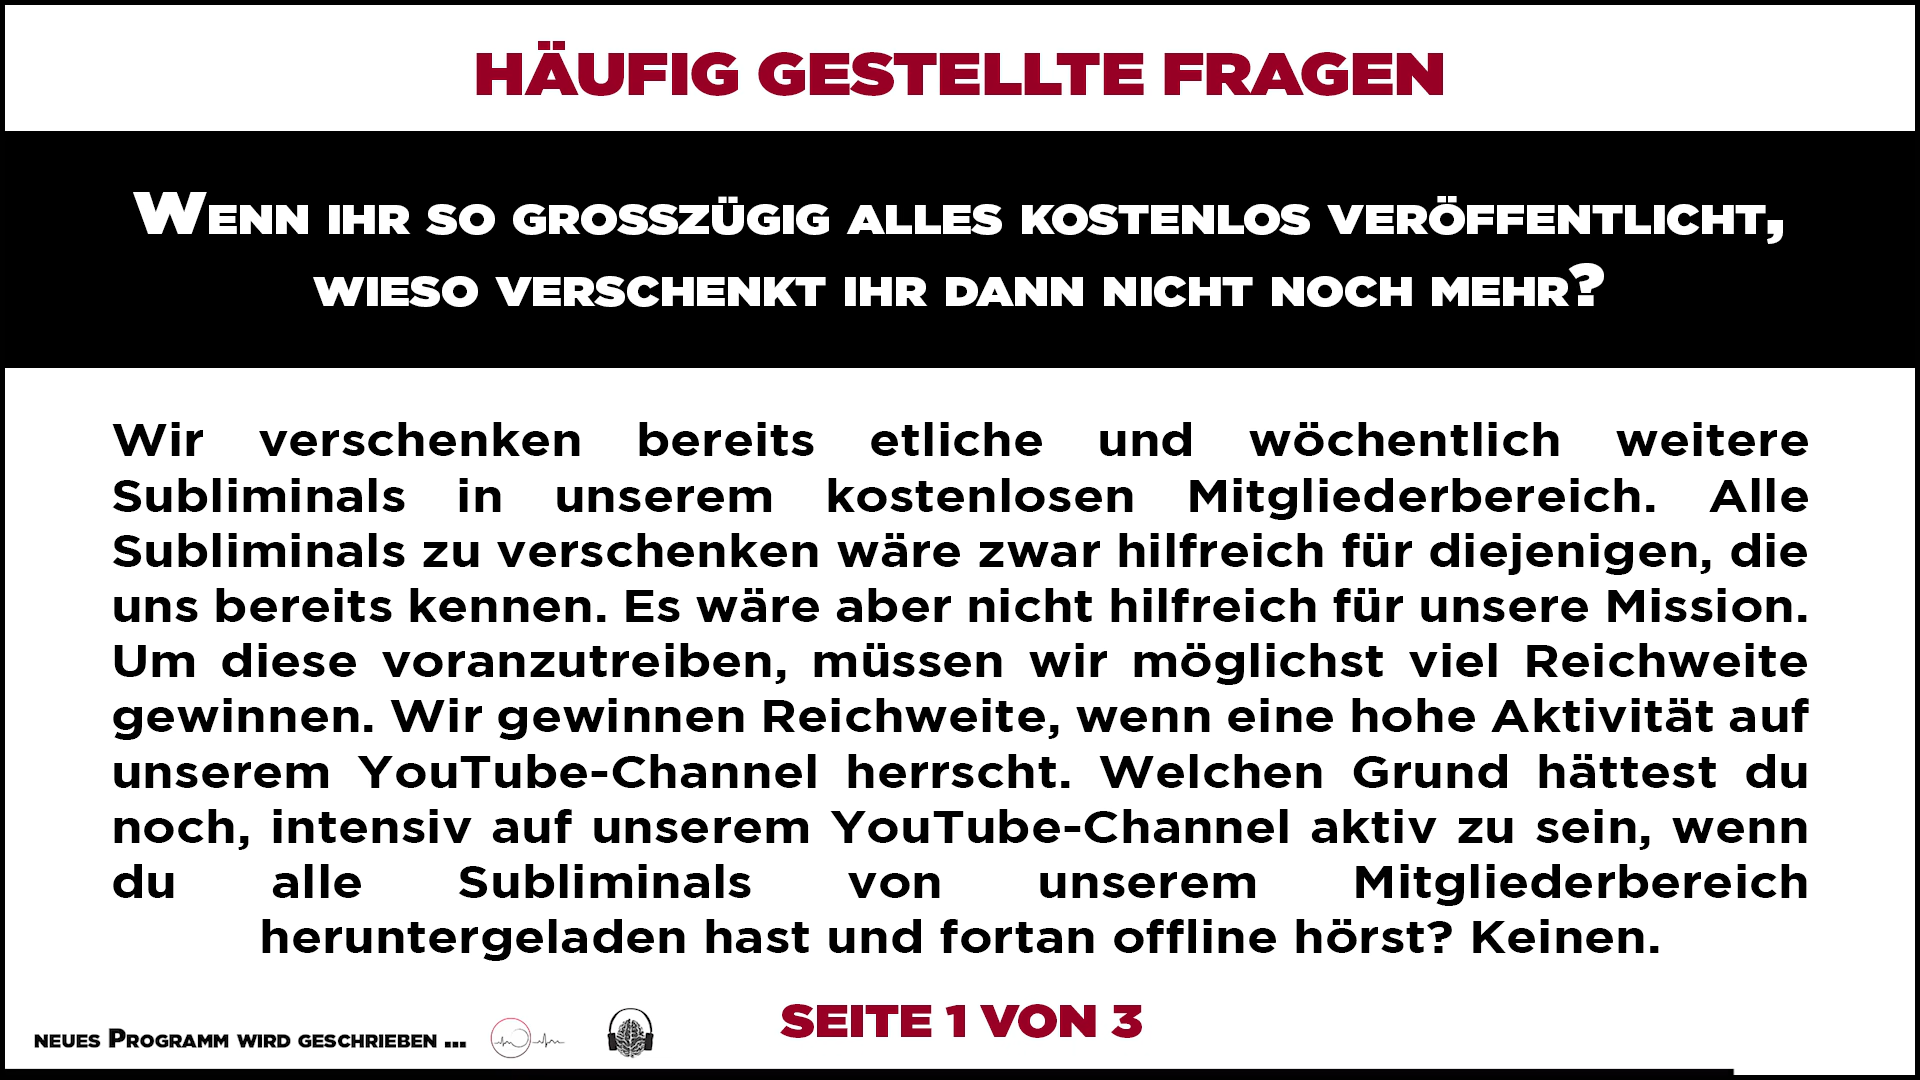 HÄUFIG GESTELLTE FRAGEN
WENN IHR SO GROSSZÜGIG ALLES KOSTENLOS VERÖFFENTLICHT,
WIESO VERSCHENKT IHR DANN NICHT NOCH MEHR?
Wir verschenken bereits etliche und wöchentlich weitere
Subliminals in unserem kostenlosen Mitgliederbereich. Alle
Subliminals zu verschenken wäre zwar hilfreich für diejenigen, die
uns bereits kennen. Es wäre aber nicht hilfreich für unsere Mission.
Um diese voranzutreiben, müssen wir möglichst viel Reichweite
gewinnen. Wir gewinnen Reichweite, wenn eine hohe Aktivität auf
unserem YouTube-Channel herrscht. Welchen Grund hättest du
noch, intensiv auf unserem YouTube-Channel aktiv zu sein, wenn
du alle Subliminals von unserem Mitgliederbereich
heruntergeladen hast und fortan offline hörst? Keinen.
SEITE 1 VON 3
NEUES PROGRAMM WIRD GESCHRIEBEN ...